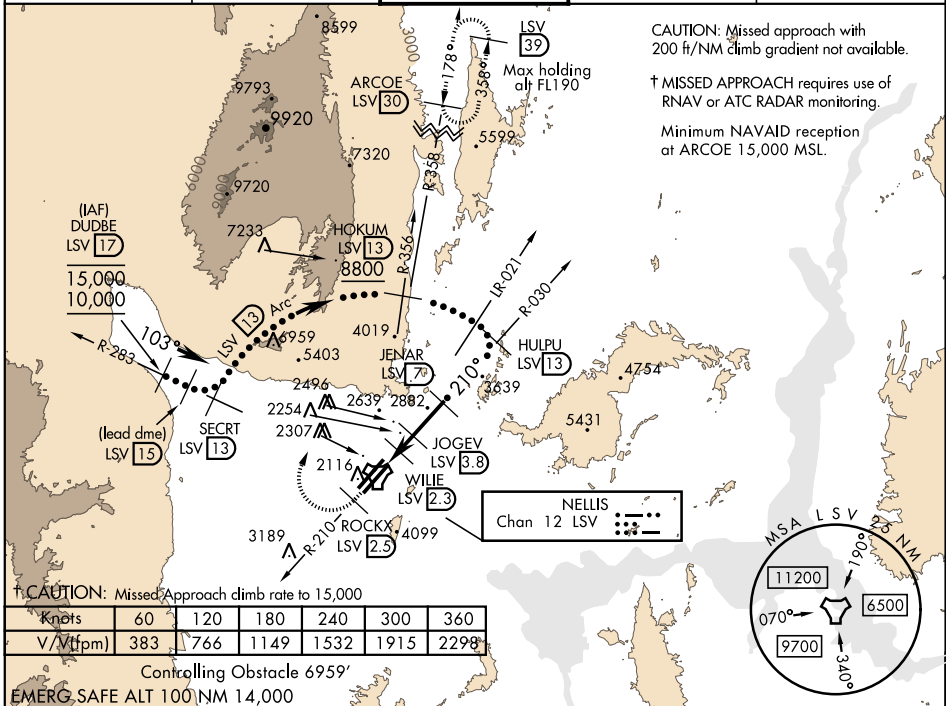 CAUTION: Missed approach with
200 ft/NM climb gradient not available.
† MISSED APPROACH requires use of
RNAV or ATC RADAR monitoring.
Minimum NAVAID reception
at ARCOE 15,000 MSL.
8599
3000
178°
358°
LSV 39
Max holding
alt FL190
ARCOE
LSV 30
9793
9920
7320
5599
6000
9000
9720
R-358
(IAF)
DUDBE
LSV 17
15,000
10,000
7233
HOKUM
LSV 13
8800
R-356
LR-021
R-030
103°
R-283
LSV 13 Arc
6959
5403
4019
JENAR
LSV 7
210°
HULPU
LSV 13
3639
4754
5431
2496
2254
2639
2882
2307
2116
(lead dme)
LSV 15
SECRT
LSV 13
JOGEV
LSV 3.8
WILIE
LSV 2.3
ROCKX
LSV 2.5
R-210
3189
4099
NELLIS
Chan 12 LSV
MSA LSV 25 NM
190°
11200
6500
070°
9700
340°
† CAUTION: Missed Approach climb rate to 15,000
Knots 60 120 180 240 300 360
V/V(fpm) 383 766 1149 1532 1915 2298
Controlling Obstacle 6959'
EMERG SAFE ALT 100 NM 14,000